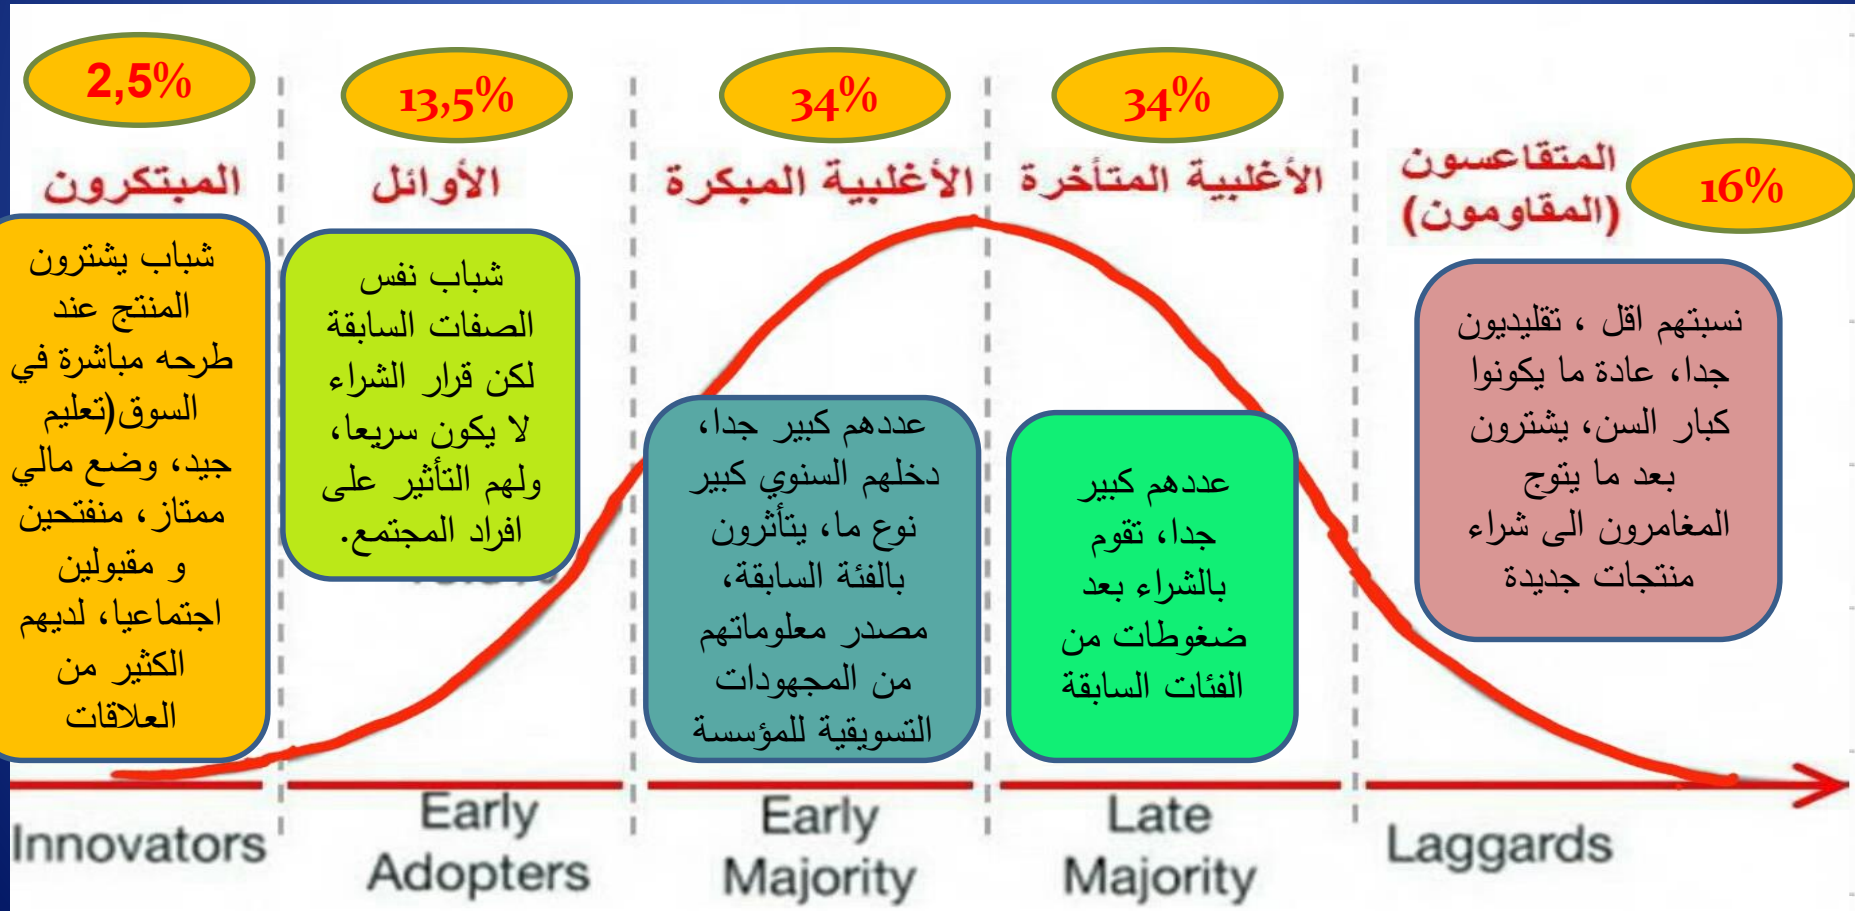 2,5%
13,5%
34%
34%
16%
المبتكرون
الأوائل
الأغلبية المبكرة
الأغلبية المتأخرة
المتقاعسون
(المقاومون)
شباب يشترون
المنتج عند
طرحه مباشرة في
السوق(تعليم
جيد، وضع مالي
ممتاز، منفتحين
و مقبولين
اجتماعيا، لديهم
الكثير من
العلاقات
شباب نفس
الصفات السابقة
لكن قرار الشراء
لا يكون سريعا،
ولهم التأثير على
افراد المجتمع.
عددهم كبير جدا،
دخلهم السنوي كبير
نوع ما، يتأثرون
بالفئة السابقة،
مصدر معلوماتهم
من المجهودات
التسويقية للمؤسسة
عددهم كبير
جدا، تقوم
بالشراء بعد
ضغوطات من
الفئات السابقة
نسبتهم اقل ، تقليديون
جدا، عادة ما يكونوا
كبار السن، يشترون
بعد ما يتوج
المغامرون الى شراء
منتجات جديدة
Innovators
Early
Adopters
Early
Majority
Late
Majority
Laggards